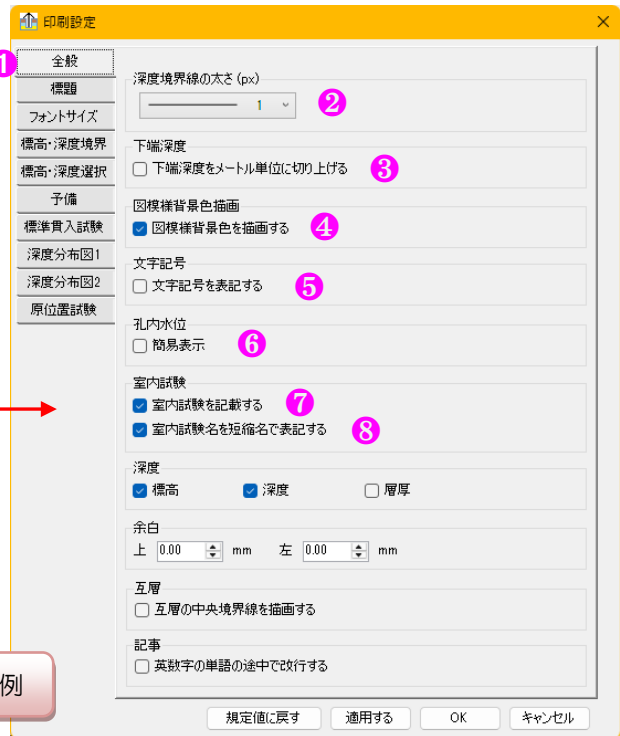 印刷設定
❶ 全般
標題
フォントサイズ
標高・深度境界
標高・深度選択
予備
標準貫入試験
深度分布図1
深度分布図2
原位置試験
深度境界線の太さ(px)
1 ❷
下端深度
下端深度をメートル単位に切り上げる ❸
図模様背景色描画
図模様背景色を描画する ❹
文字記号
文字記号を表記する ❺
孔内水位
簡易表示 ❻
室内試験
室内試験を記載する ❼
室内試験名を短縮名で表記する ❽
深度
標高 深度 層厚
余白
上 0.00 mm 左 0.00 mm
互層
互層の中央境界線を描画する
記事
英数字の単語の途中で改行する
例
規定値に戻す 適用する OK キャンセル